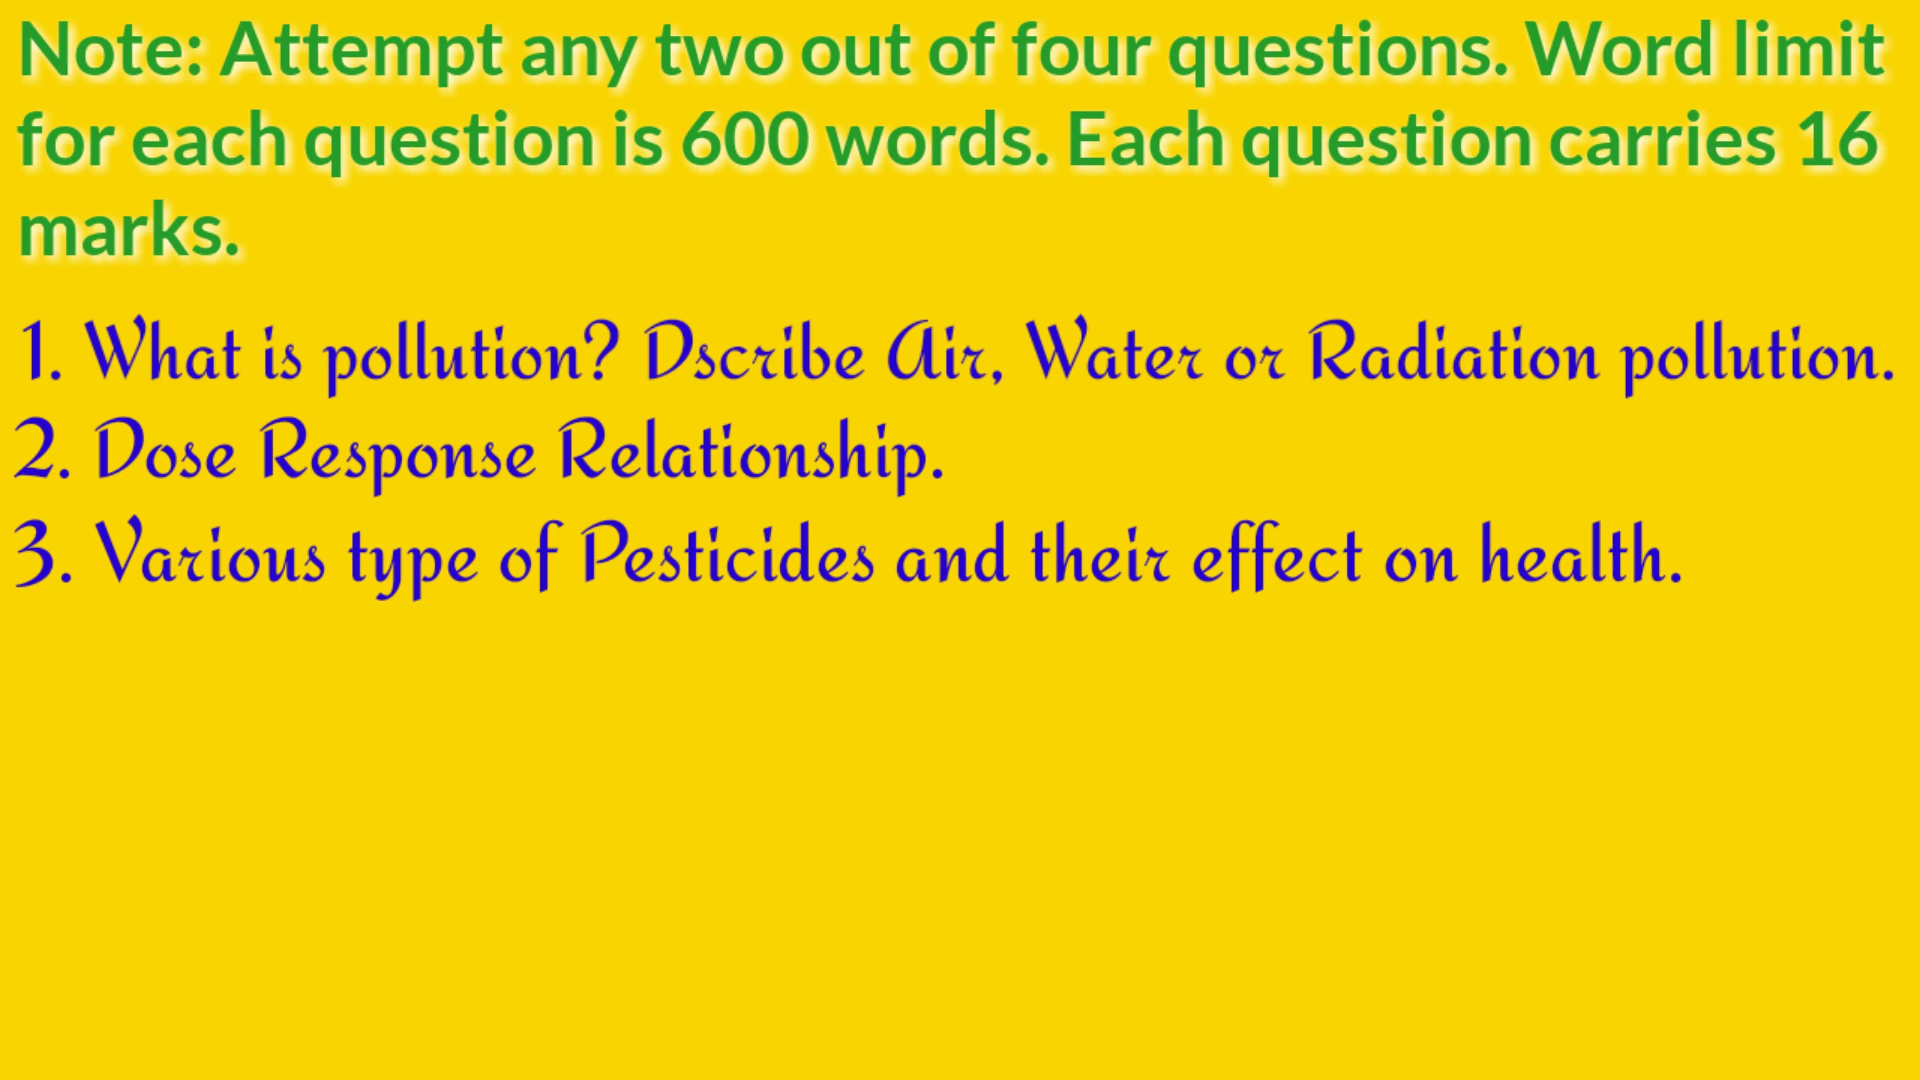 Note: Attempt any two out of four questions. Word limit
for each question is 600 words. Each question carries 16
marks.
1. What is pollution? Dscribe Air, Water or Radiation pollution.
2. Dose Response Relationship.
3. Various type of Pesticides and their effect on health.